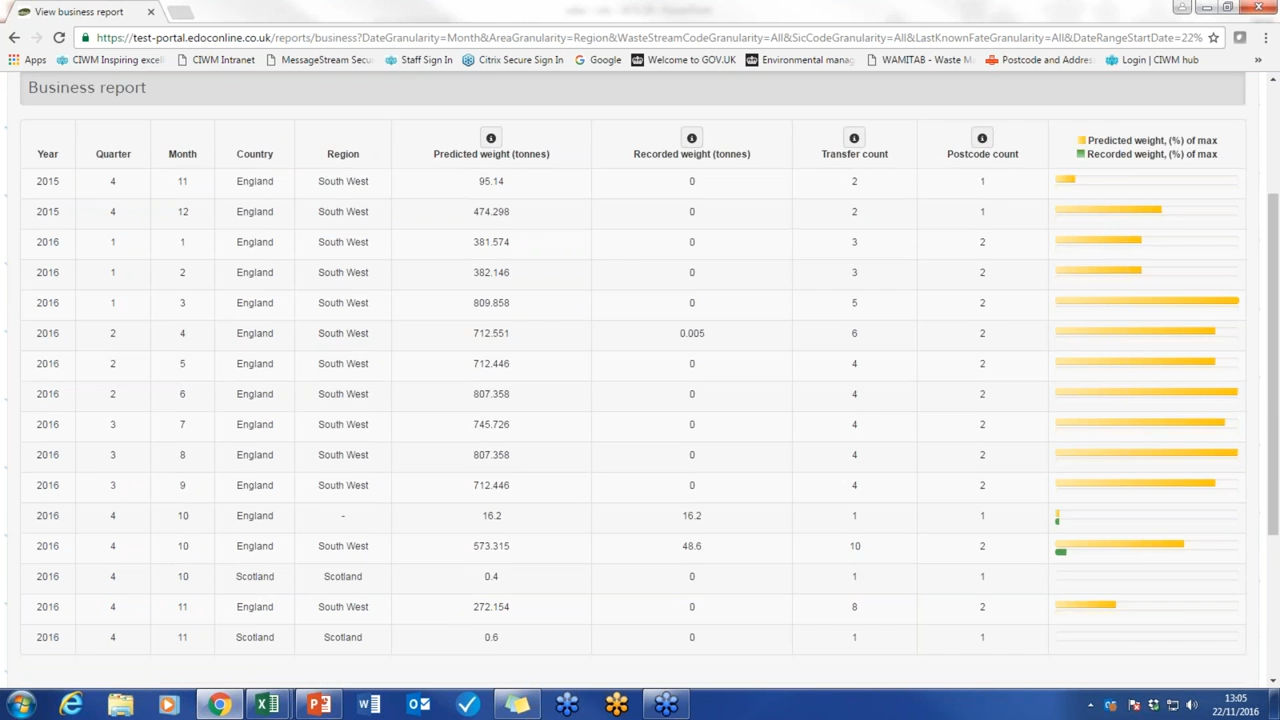 View business report
https://test-portal.edoconline.co.uk/reports/business?DateGranularity=Month&AreaGranularity=Region&WasteStreamCodeGranularity=All&SicCodeGranularity=All&LastKnownFateGranularity=All&DateRangeStartDate=22%
Apps CIWM Inspiring excell CIWM Intranet MessageStream Secu Staff Sign In Citrix Secure Sign In Google Welcome to GOV.UK Environmental manag WAMITAB - Waste M Postcode and Addres Login | CIWM hub »
Business report
Year Quarter Month Country Region Predicted weight (tonnes) Recorded weight (tonnes) Transfer count Postcode count Predicted weight, (%) of max
Recorded weight, (%) of max
2015 4 11 England South West 95.14 0 2 1
2015 4 12 England South West 474.298 0 2 1
2016 1 1 England South West 381.574 0 3 2
2016 1 2 England South West 382.146 0 3 2
2016 1 3 England South West 809.858 0 5 2
2016 2 4 England South West 712.551 0.005 6 2
2016 2 5 England South West 712.446 0 4 2
2016 2 6 England South West 807.358 0 4 2
2016 3 7 England South West 745.726 0 4 2
2016 3 8 England South West 807.358 0 4 2
2016 3 9 England South West 712.446 0 4 2
2016 4 10 England - 16.2 16.2 1 1
2016 4 10 England South West 573.315 48.6 10 2
2016 4 10 Scotland Scotland 0.4 0 1 1
2016 4 11 England South West 272.154 0 8 2
2016 4 11 Scotland Scotland 0.6 0 1 1
13:05
22/11/2016